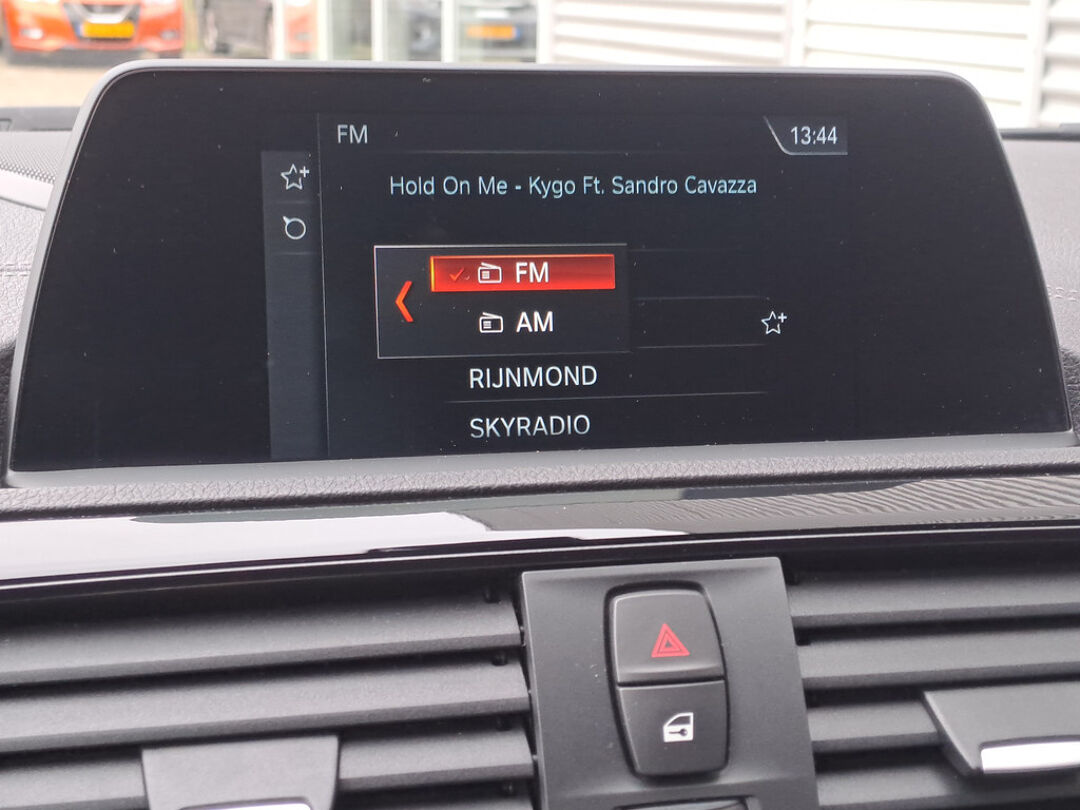 FM
13:44
Hold On Me - Kygo Ft. Sandro Cavazza
FM
AM
RIJNMOND
SKYRADIO